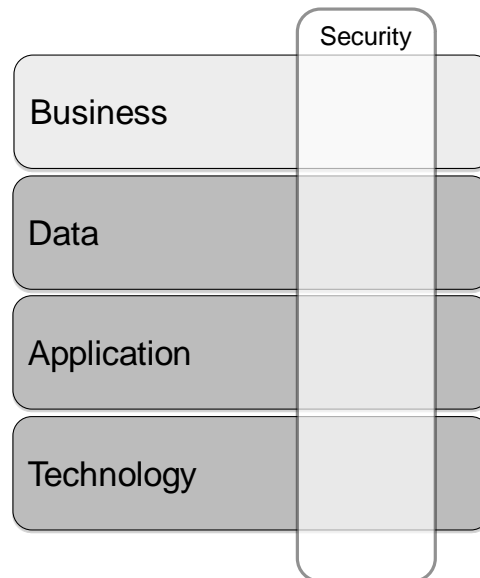 Security
Business
Data
Application
Technology